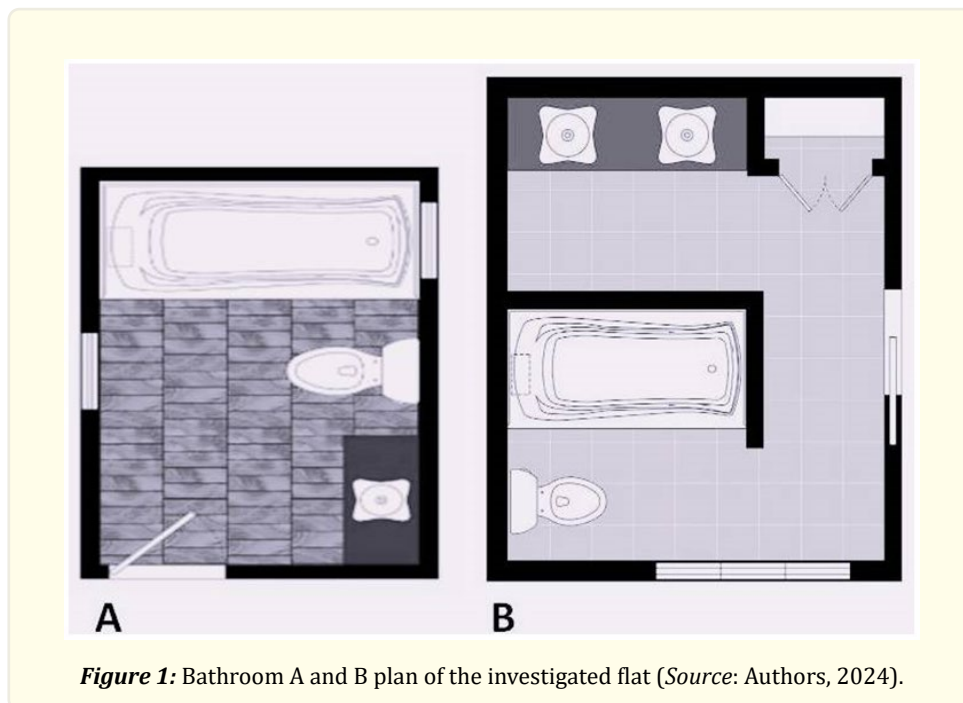 A
B
Figure 1: Bathroom A and B plan of the investigated flat (Source: Authors, 2024).